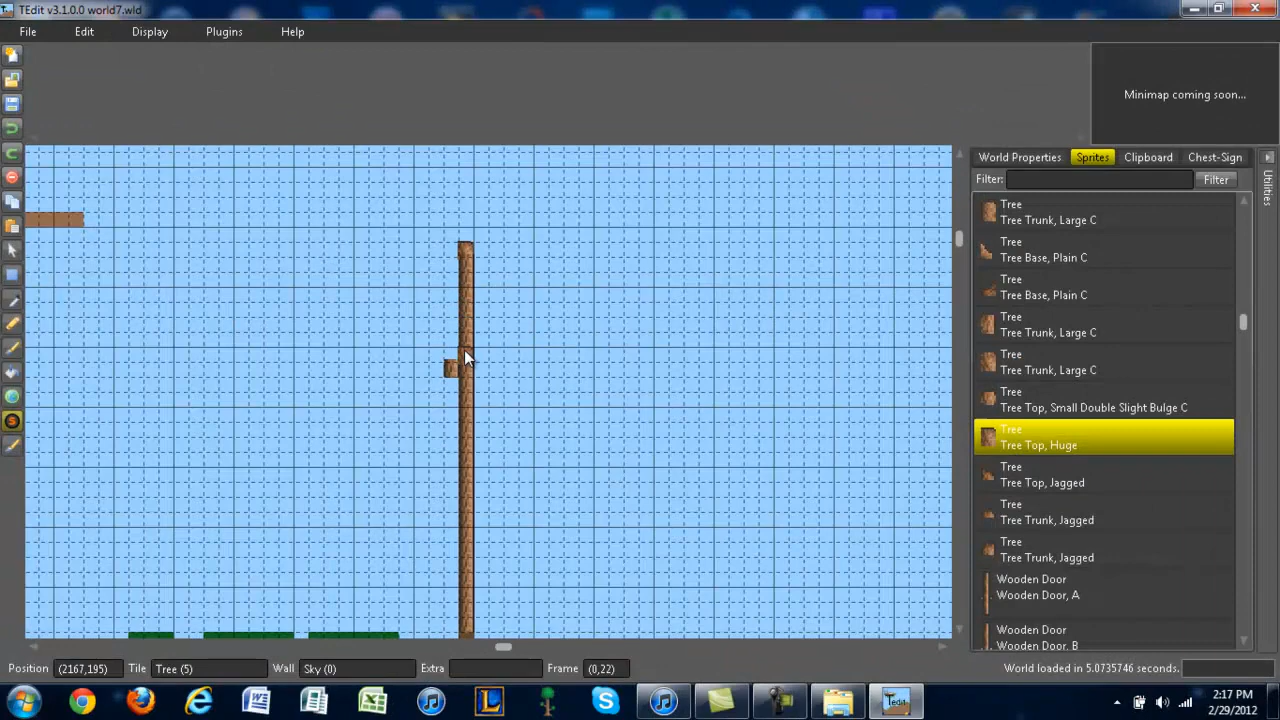 TEdit v3.1.0.0 world7.wld
File Edit Display Plugins Help
Minimap coming soon...
World Properties Sprites Clipboard Chest-Sign
Filter: Filter
Utilities
Tree
Tree Trunk, Large C
Tree
Tree Base, Plain C
Tree
Tree Base, Plain C
Tree
Tree Trunk, Large C
Tree
Tree Trunk, Large C
Tree
Tree Top, Small Double Slight Bulge C
Tree
Tree Top, Huge
Tree
Tree Top, Jagged
Tree
Tree Trunk, Jagged
Tree
Tree Trunk, Jagged
Wooden Door
Wooden Door, A
Wooden Door
Wooden Door, B
Position (2167,195) Tile Tree (5) Wall Sky (0) Extra Frame (0,22) World loaded in 5.0735746 seconds.
2:17 PM
2/29/2012